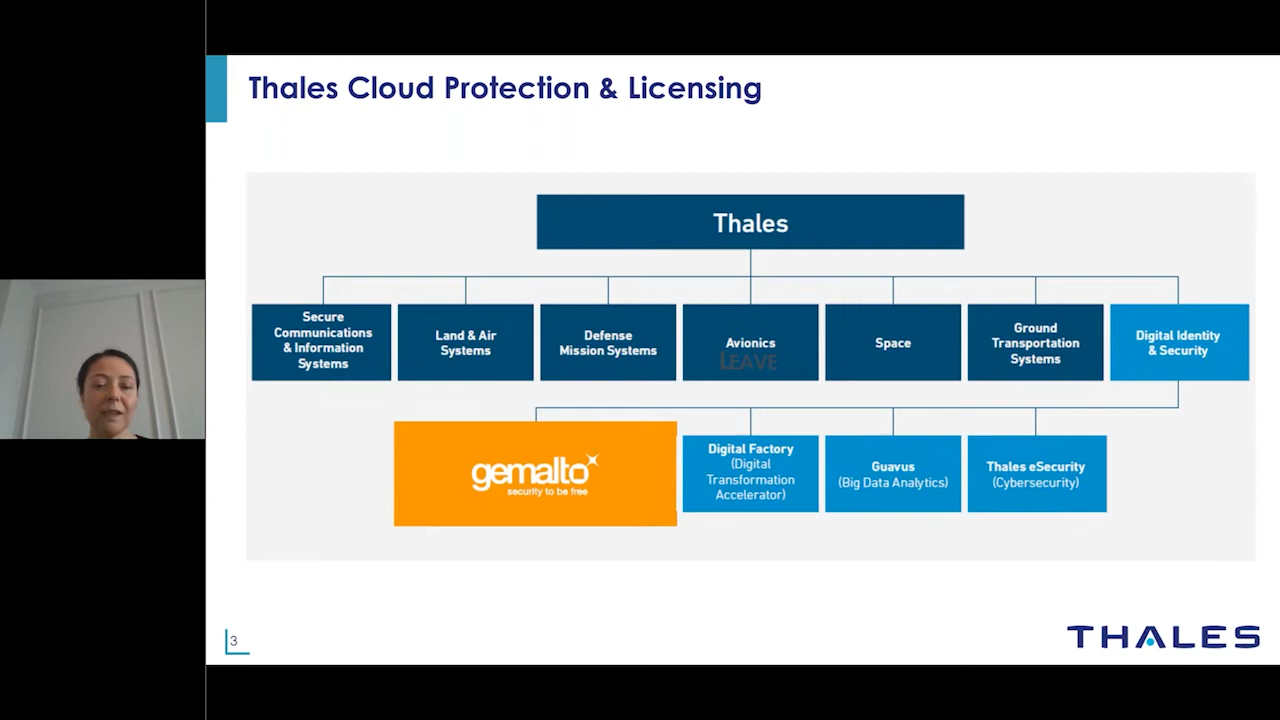 Thales Cloud Protection & Licensing
Thales
Secure
Communications
& Information
Systems
Land & Air
Systems
Defense
Mission Systems
Avionics
LEAVE
Space
Ground
Transportation
Systems
Digital Identity
& Security
gemalto
security to be free
Digital Factory
(Digital
Transformation
Accelerator)
Guavus
(Big Data Analytics)
Thales eSecurity
(Cybersecurity)
3
THALES